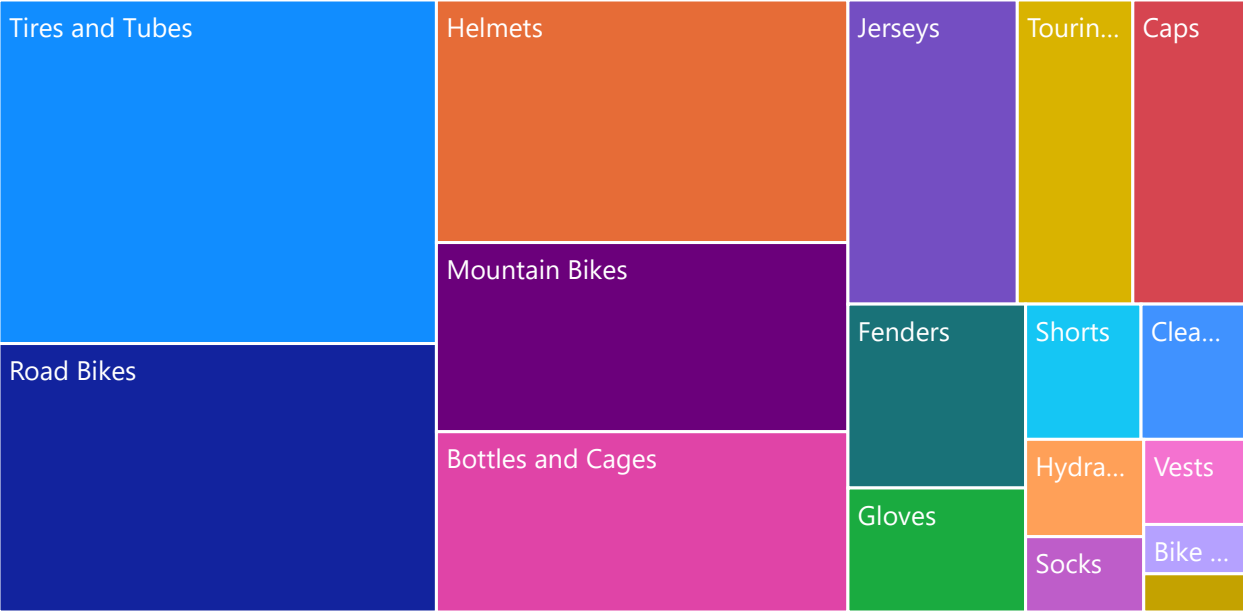 Tires and Tubes
Road Bikes
Helmets
Mountain Bikes
Bottles and Cages
Jerseys
Tourin...
Caps
Fenders
Shorts
Clea...
Gloves
Hydra...
Vests
Socks
Bike ...